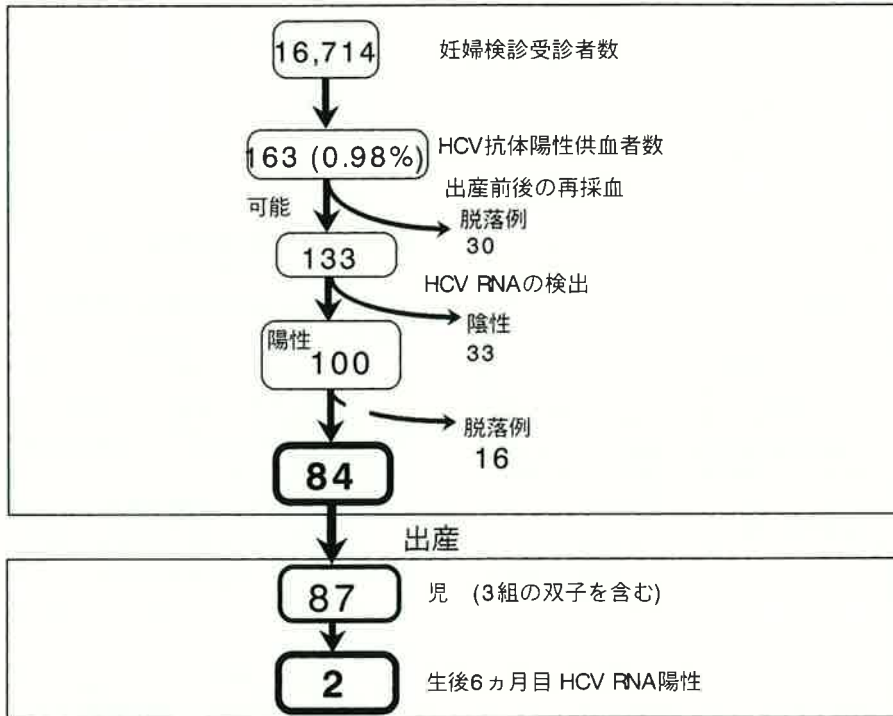 16,714 妊婦検診受診者数
163 (0.98%) HCV抗体陽性供血者数
出産前後の再採血
可能
脱落例
30
133
HCV RNAの検出
陰性
33
陽性
100
脱落例
16
84
出産
87 児 (3組の双子を含む)
2 生後6ヵ月目 HCV RNA陽性